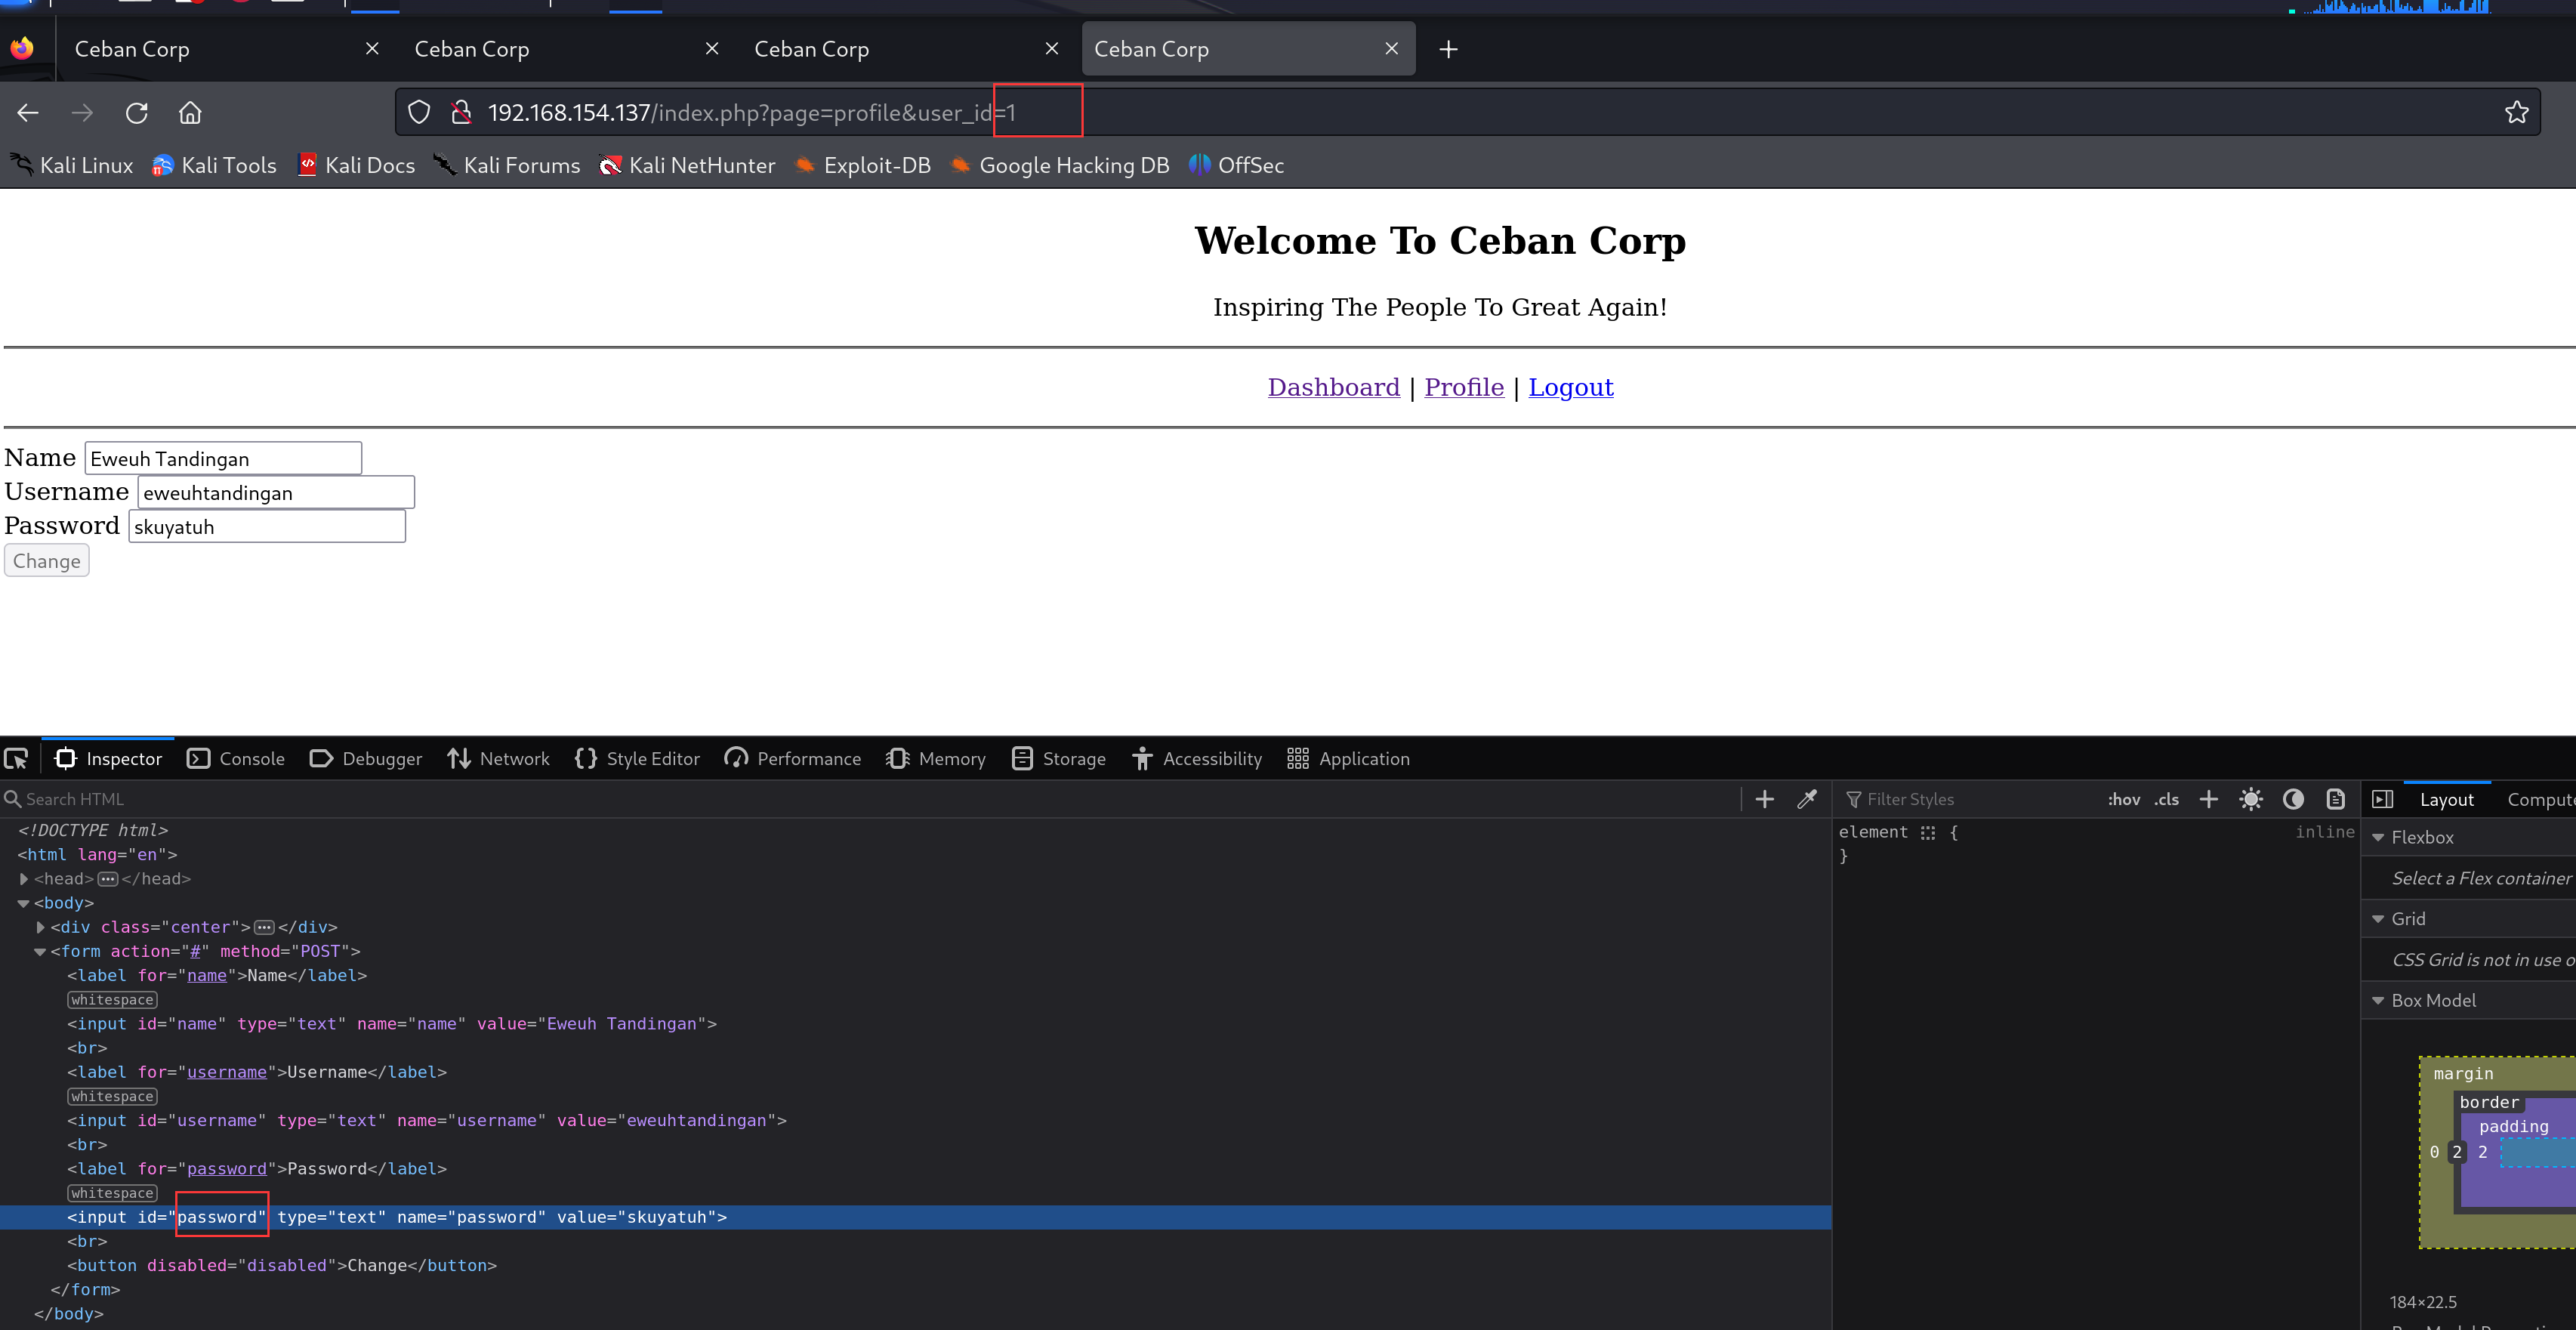 Ceban Corp Ceban Corp Ceban Corp Ceban Corp
192.168.154.137/index.php?page=profile&user_id=1
Kali Linux Kali Tools Kali Docs Kali Forums Kali NetHunter Exploit-DB Google Hacking DB OffSec
Welcome To Ceban Corp
Inspiring The People To Great Again!
Dashboard | Profile | Logout
Name Eweuh Tandingan
Username eweuhtandingan
Password skuyatuh
Change
Inspector Console Debugger Network Style Editor Performance Memory Storage Accessibility Application
Search HTML
<!DOCTYPE html>
<html lang="en">
<head></head>
<body>
<div class="center"></div>
<form action="#" method="POST">
<label for="name">Name</label>
whitespace
<input id="name" type="text" name="name" value="Eweuh Tandingan">
<br>
<label for="username">Username</label>
whitespace
<input id="username" type="text" name="username" value="eweuhtandingan">
<br>
<label for="password">Password</label>
whitespace
<input id="password" type="text" name="password" value="skuyatuh">
<br>
<button disabled="disabled">Change</button>
</form>
</body>
Filter Styles :hov .cls
element { inline
}
Layout Compute
Flexbox
Select a Flex container
Grid
CSS Grid is not in use o
Box Model
margin
border
padding
0 2 2
184×22.5